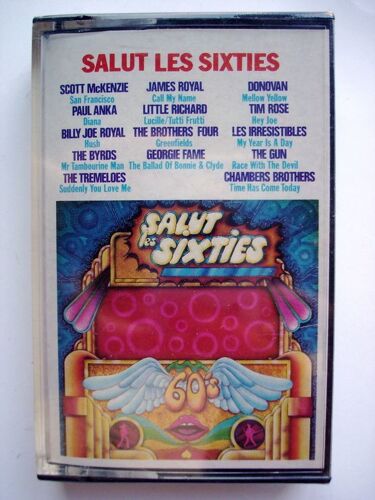 SALUT LES SIXTIES
SCOTT McKENZIE
San Francisco
PAUL ANKA
Diana
BILLY JOE ROYAL
Hush
THE BYRDS
Mr Tambourine Man
THE TREMELOES
Suddenly You Love Me
JAMES ROYAL
Call My Name
LITTLE RICHARD
Lucille/Tutti Frutti
THE BROTHERS FOUR
Greenfields
GEORGIE FAME
The Ballad Of Bonnie & Clyde
DONOVAN
Mellow Yellow
TIM ROSE
Hey Joe
LES IRRESISTIBLES
My Year Is A Day
THE GUN
Race With The Devil
CHAMBERS BROTHERS
Time Has Come Today
SALUT
les SIXTIES
60's